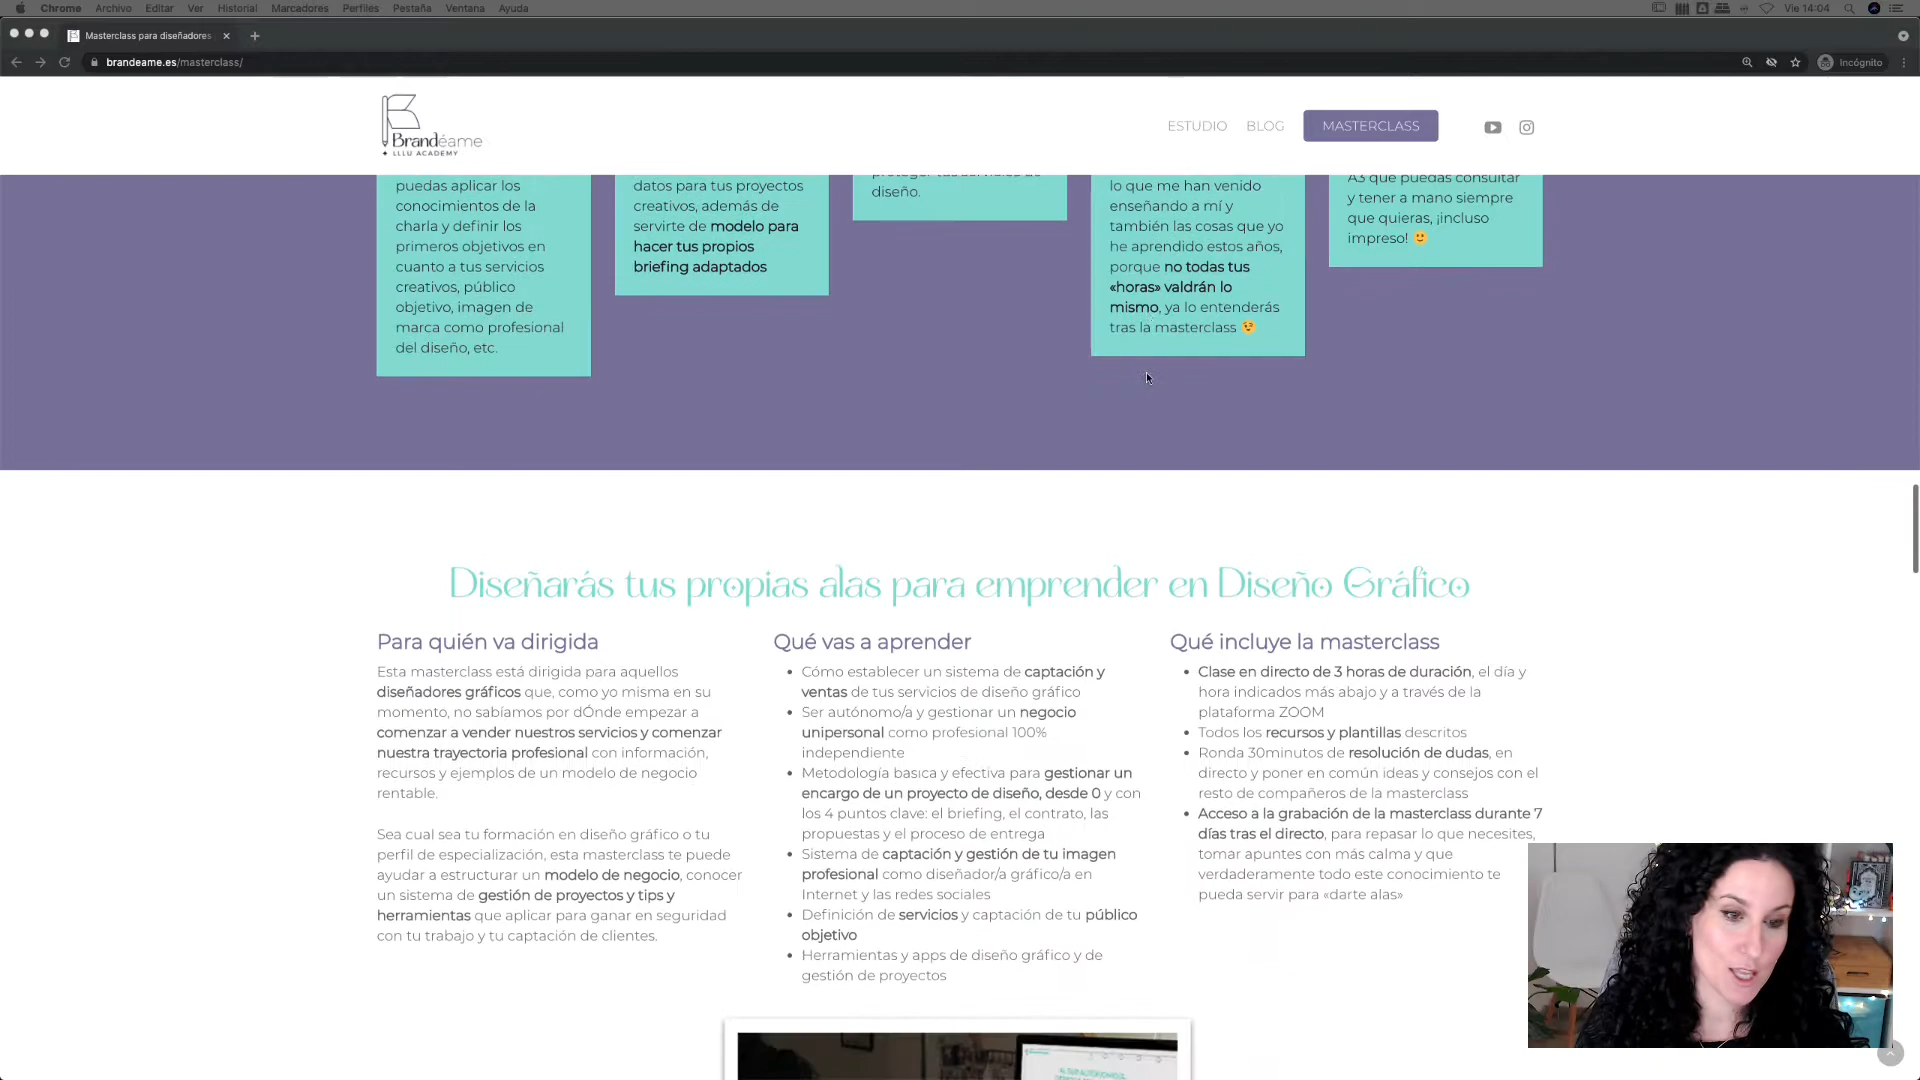 Chrome Archivo Editar Ver Historial Marcadores Perfiles Pestaña Ventana Ayuda
Vie 14:04
Masterclass para diseñadores
brandeame.es/masterclass/
Incógnito
Brandéame
LLLU ACADEMY
ESTUDIO BLOG MASTERCLASS
puedas aplicar los
conocimientos de la
charla y definir los
primeros objetivos en
cuanto a tus servicios
creativos, público
objetivo, imagen de
marca como profesional
del diseño, etc.
datos para tus proyectos
creativos, además de
servirte de modelo para
hacer tus propios
briefing adaptados
proteger tus servicios de
diseño.
lo que me han venido
enseñando a mí y
también las cosas que yo
he aprendido estos años,
porque no todas tus
«horas» valdrán lo
mismo, ya lo entenderás
tras la masterclass 😉
A3 que puedas consultar
y tener a mano siempre
que quieras, ¡incluso
impreso! 🙂
Diseñarás tus propias alas para emprender en Diseño Gráfico
Para quién va dirigida
Esta masterclass está dirigida para aquellos
diseñadores gráficos que, como yo misma en su
momento, no sabíamos por dÓnde empezar a
comenzar a vender nuestros servicios y comenzar
nuestra trayectoria profesional con información,
recursos y ejemplos de un modelo de negocio
rentable.
Sea cual sea tu formación en diseño gráfico o tu
perfil de especialización, esta masterclass te puede
ayudar a estructurar un modelo de negocio, conocer
un sistema de gestión de proyectos y tips y
herramientas que aplicar para ganar en seguridad
con tu trabajo y tu captación de clientes.
Qué vas a aprender
• Cómo establecer un sistema de captación y
ventas de tus servicios de diseño gráfico
• Ser autónomo/a y gestionar un negocio
unipersonal como profesional 100%
independiente
• Metodología basica y efectiva para gestionar un
encargo de un proyecto de diseño, desde 0 y con
los 4 puntos clave: el briefing, el contrato, las
propuestas y el proceso de entrega
• Sistema de captación y gestión de tu imagen
profesional como diseñador/a gráfico/a en
Internet y las redes sociales
• Definición de servicios y captación de tu público
objetivo
• Herramientas y apps de diseño gráfico y de
gestión de proyectos
Qué incluye la masterclass
• Clase en directo de 3 horas de duración, el día y
hora indicados más abajo y a través de la
plataforma ZOOM
• Todos los recursos y plantillas descritos
• Ronda 30minutos de resolución de dudas, en
directo y poner en común ideas y consejos con el
resto de compañeros de la masterclass
• Acceso a la grabación de la masterclass durante 7
días tras el directo, para repasar lo que necesites,
tomar apuntes con más calma y que
verdaderamente todo este conocimiento te
pueda servir para «darte alas»